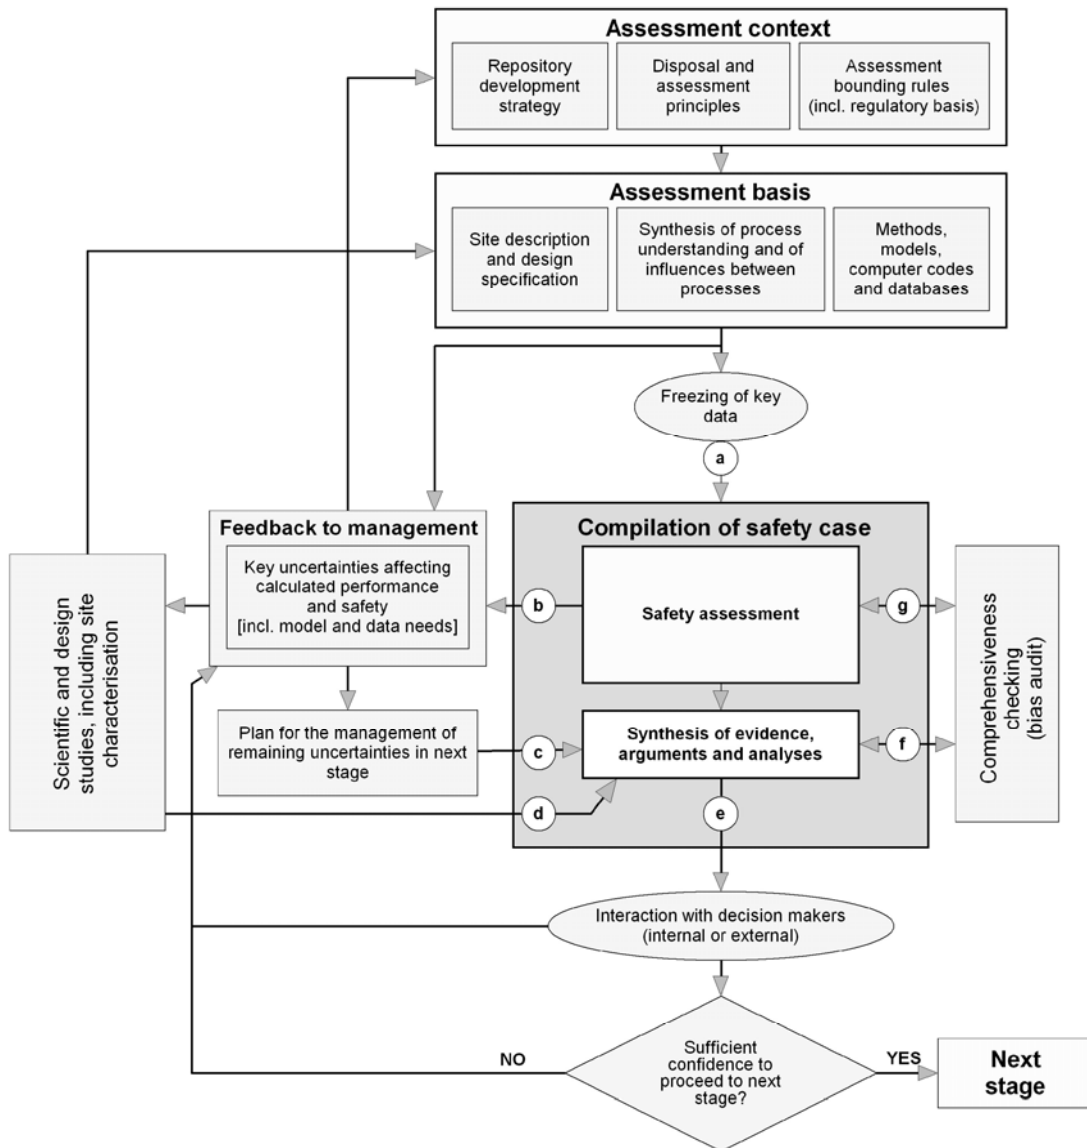 Assessment context
Repository
development
strategy
Disposal and
assessment
principles
Assessment
bounding rules
(incl. regulatory basis)
Assessment basis
Site description
and design
specification
Synthesis of process
understanding and of
influences between
processes
Methods,
models,
computer codes
and databases
Freezing of key
data
a
Feedback to management
Key uncertainties affecting
calculated performance
and safety
[incl. model and data needs]
Compilation of safety case
Safety assessment
b
g
Scientific and design
studies, including site
characterisation
Comprehensiveness
checking
(bias audit)
Plan for the management of
remaining uncertainties in next
stage
c
Synthesis of evidence,
arguments and analyses
f
d
e
Interaction with decision makers
(internal or external)
NO
Sufficient
confidence to
proceed to next
stage?
YES
Next
stage